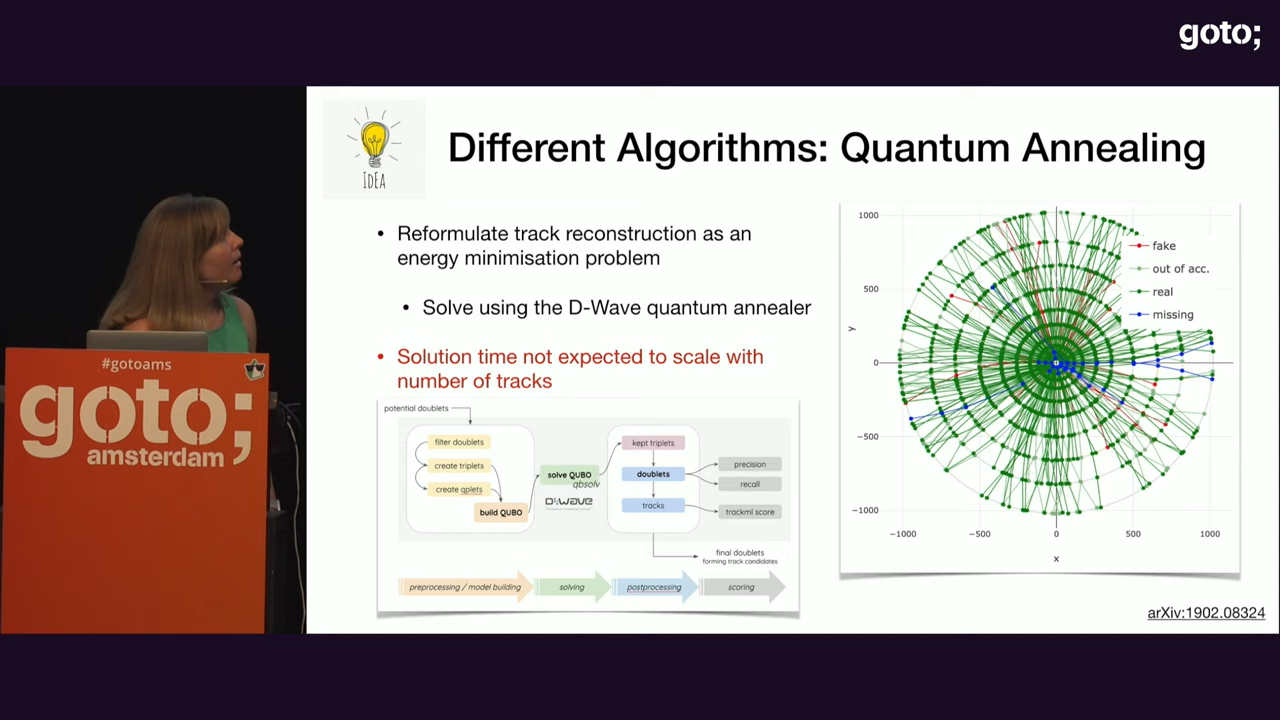 goto;
IdEA
Different Algorithms: Quantum Annealing
• Reformulate track reconstruction as an
energy minimisation problem
• Solve using the D-Wave quantum annealer
• Solution time not expected to scale with
number of tracks
potential doublets
filter doublets
create triplets
create qplets
build QUBO
solve QUBO
qbsolv
D:Wave
kept triplets
doublets
tracks
precision
recall
trackml score
final doublets
forming track candidates
preprocessing / model building
solving
postprocessing
scoring
1000
500
0
−500
−1000
y
−1000
−500
0
500
1000
x
fake
out of acc.
real
missing
arXiv:1902.08324
#gotoams
goto;
amsterdam